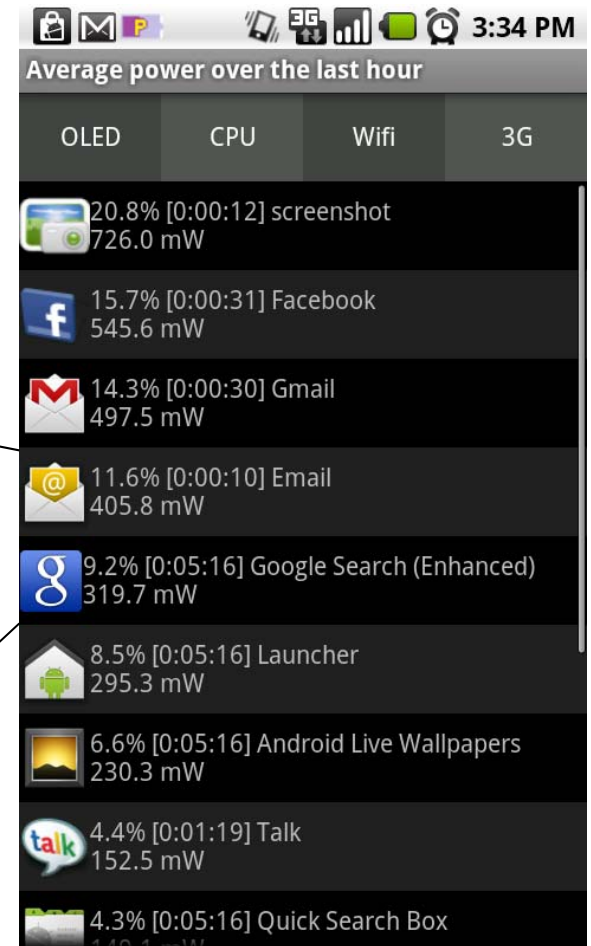 3G 3:34 PM
Average power over the last hour
OLED CPU Wifi 3G
20.8% [0:00:12] screenshot
726.0 mW
15.7% [0:00:31] Facebook
545.6 mW
14.3% [0:00:30] Gmail
497.5 mW
11.6% [0:00:10] Email
405.8 mW
9.2% [0:05:16] Google Search (Enhanced)
319.7 mW
8.5% [0:05:16] Launcher
295.3 mW
6.6% [0:05:16] Android Live Wallpapers
230.3 mW
talk
4.4% [0:01:19] Talk
152.5 mW
4.3% [0:05:16] Quick Search Box